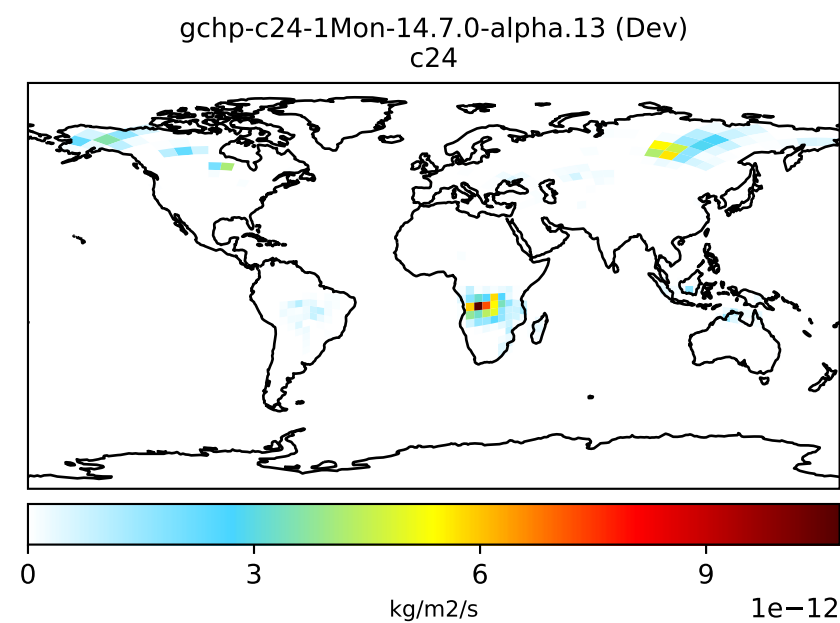 gchp-c24-1Mon-14.7.0-alpha.13 (Dev)
c24
0 3 6 9
1e−12
kg/m2/s